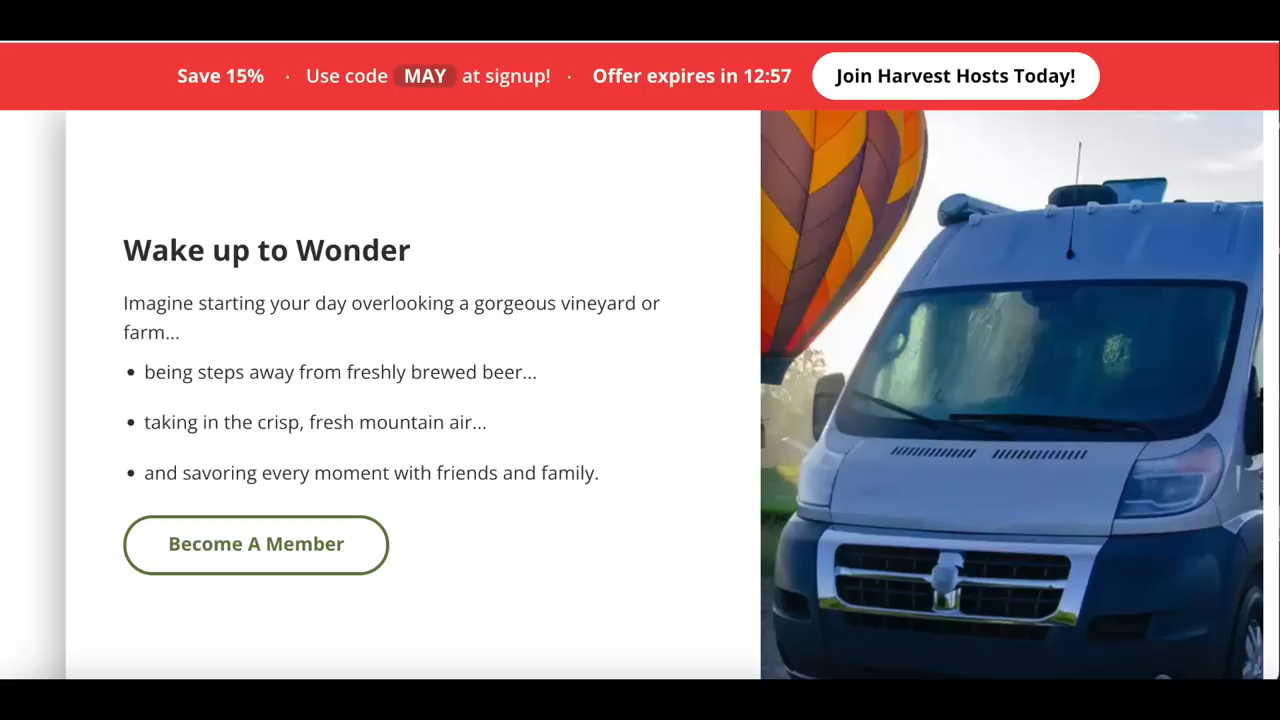 Save 15% · Use code MAY at signup! · Offer expires in 12:57 Join Harvest Hosts Today!
Wake up to Wonder
Imagine starting your day overlooking a gorgeous vineyard or
farm...
• being steps away from freshly brewed beer...
• taking in the crisp, fresh mountain air...
• and savoring every moment with friends and family.
Become A Member